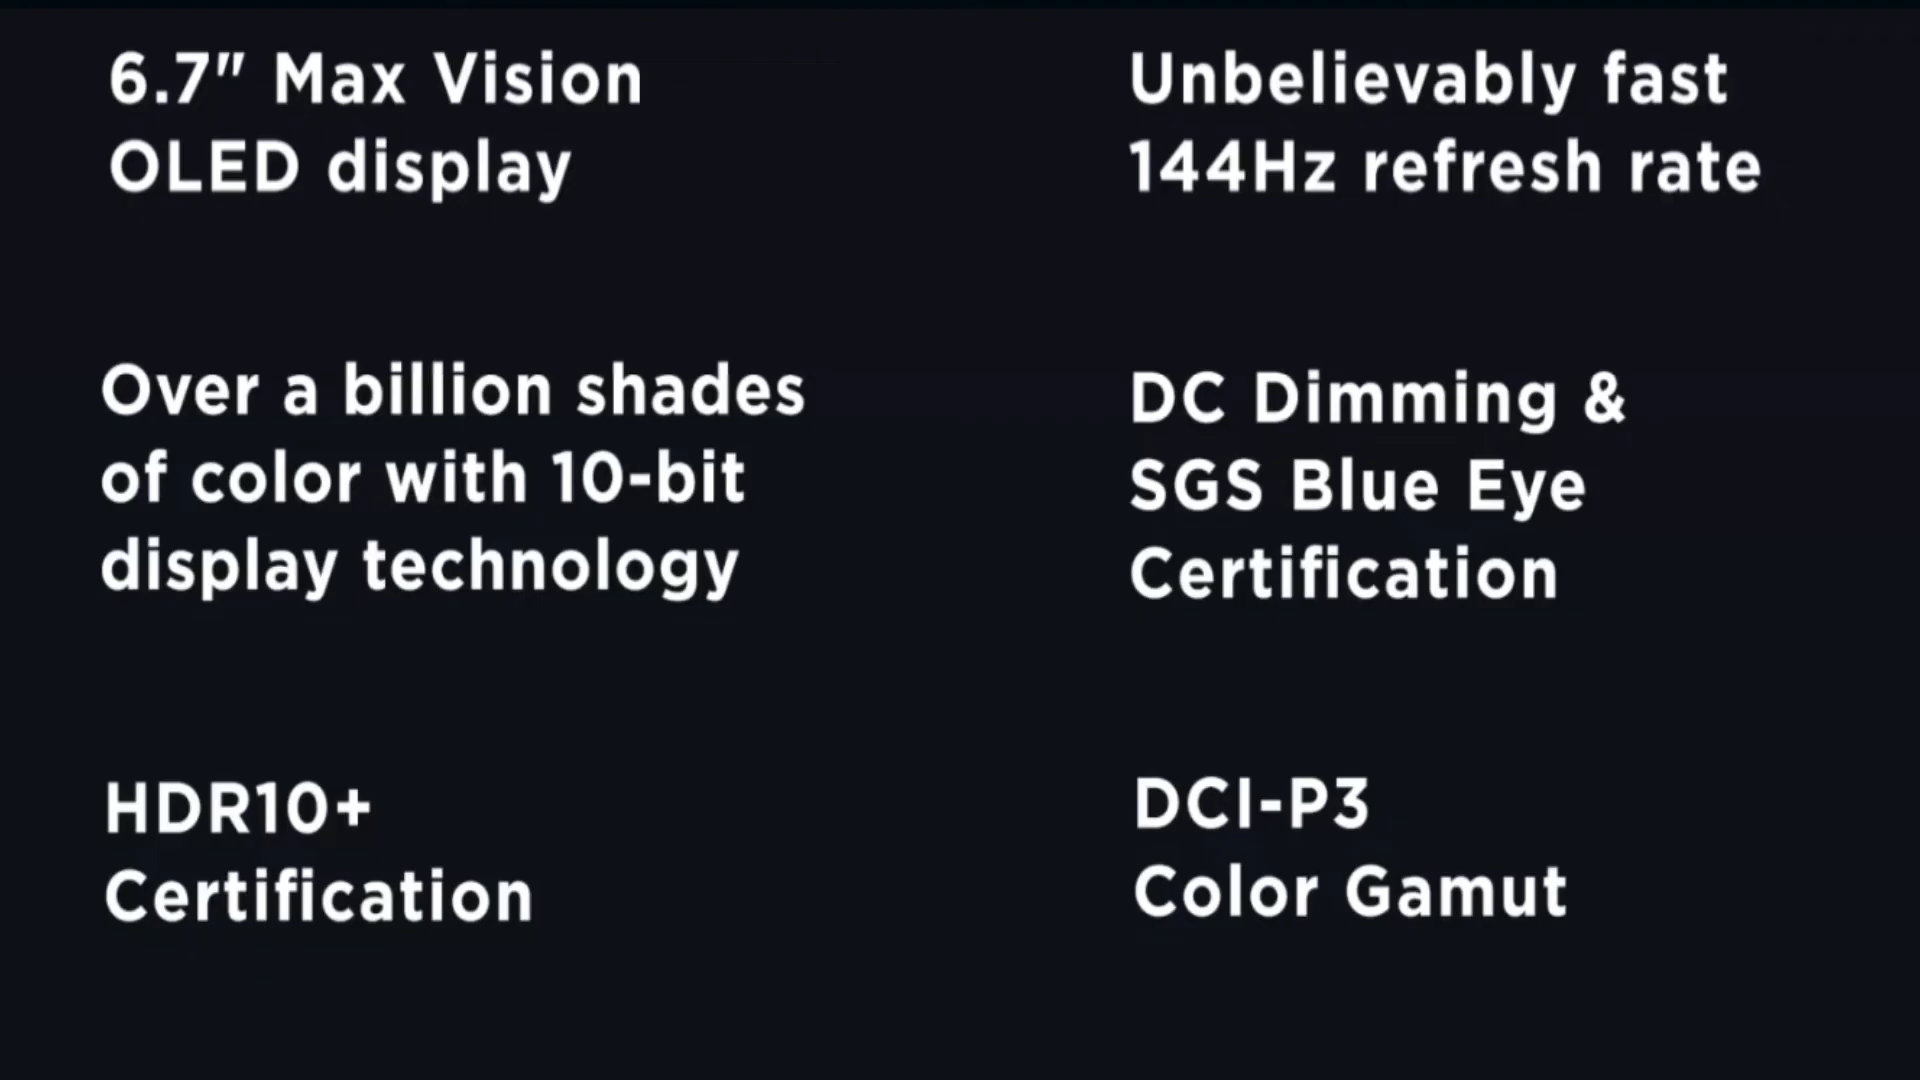 6.7" Max Vision
OLED display
Unbelievably fast
144Hz refresh rate
Over a billion shades
of color with 10-bit
display technology
DC Dimming &
SGS Blue Eye
Certification
HDR10+
Certification
DCI-P3
Color Gamut